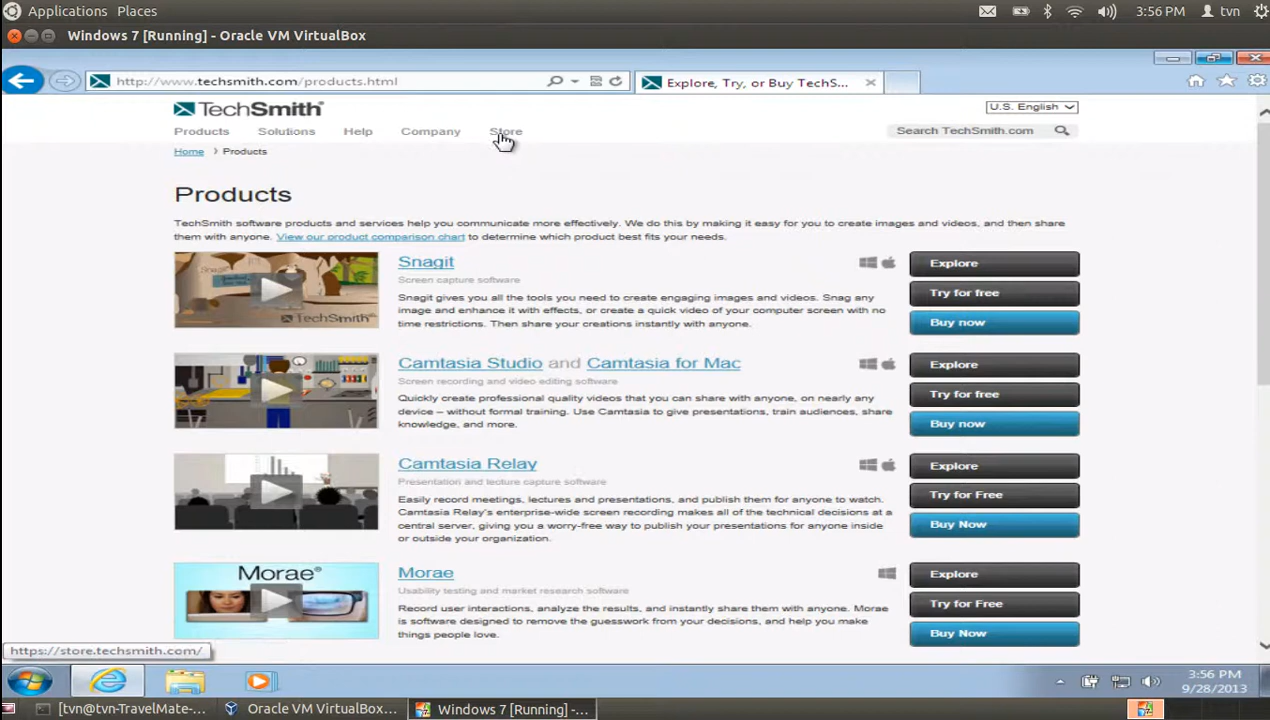 Applications Places
3:56 PM tvn
Windows 7 [Running] - Oracle VM VirtualBox
http://www.techsmith.com/products.html
Explore, Try, or Buy TechS...
TechSmith®
U.S. English
Products Solutions Help Company Store
Search TechSmith.com
Home Products
Products
TechSmith software products and services help you communicate more effectively. We do this by making it easy for you to create images and videos, and then share
them with anyone. View our product comparison chart to determine which product best fits your needs.
Snagit
Screen capture software
Snagit gives you all the tools you need to create engaging images and videos. Snag any
image and enhance it with effects, or create a quick video of your computer screen with no
time restrictions. Then share your creations instantly with anyone.
TechSmith
Explore
Try for free
Buy now
Camtasia Studio and Camtasia for Mac
Screen recording and video editing software
Quickly create professional quality videos that you can share with anyone, on nearly any
device – without formal training. Use Camtasia to give presentations, train audiences, share
knowledge, and more.
Explore
Try for free
Buy now
Camtasia Relay
Presentation and lecture capture software
Easily record meetings, lectures and presentations, and publish them for anyone to watch.
Camtasia Relay's enterprise-wide screen recording makes all of the technical decisions at a
central server, giving you a worry-free way to publish your presentations for anyone inside
or outside your organization.
Explore
Try for Free
Buy Now
Morae®
Morae
Usability testing and market research software
Record user interactions, analyze the results, and instantly share them with anyone. Morae
is software designed to remove the guesswork from your decisions, and help you make
things people love.
Explore
Try for Free
Buy Now
https://store.techsmith.com/
3:56 PM
9/28/2013
[tvn@tvn-TravelMate-... Oracle VM VirtualBox... Windows 7 [Running] -...